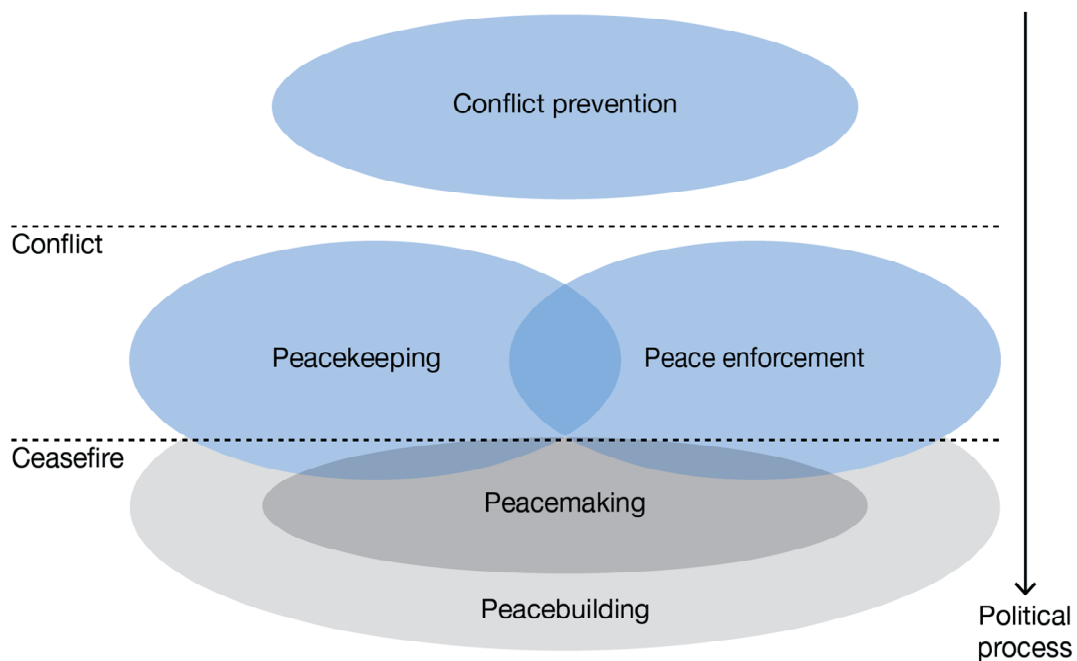 Conflict prevention
Conflict
Peacekeeping
Peace enforcement
Ceasefire
Peacemaking
Peacebuilding
Political
process